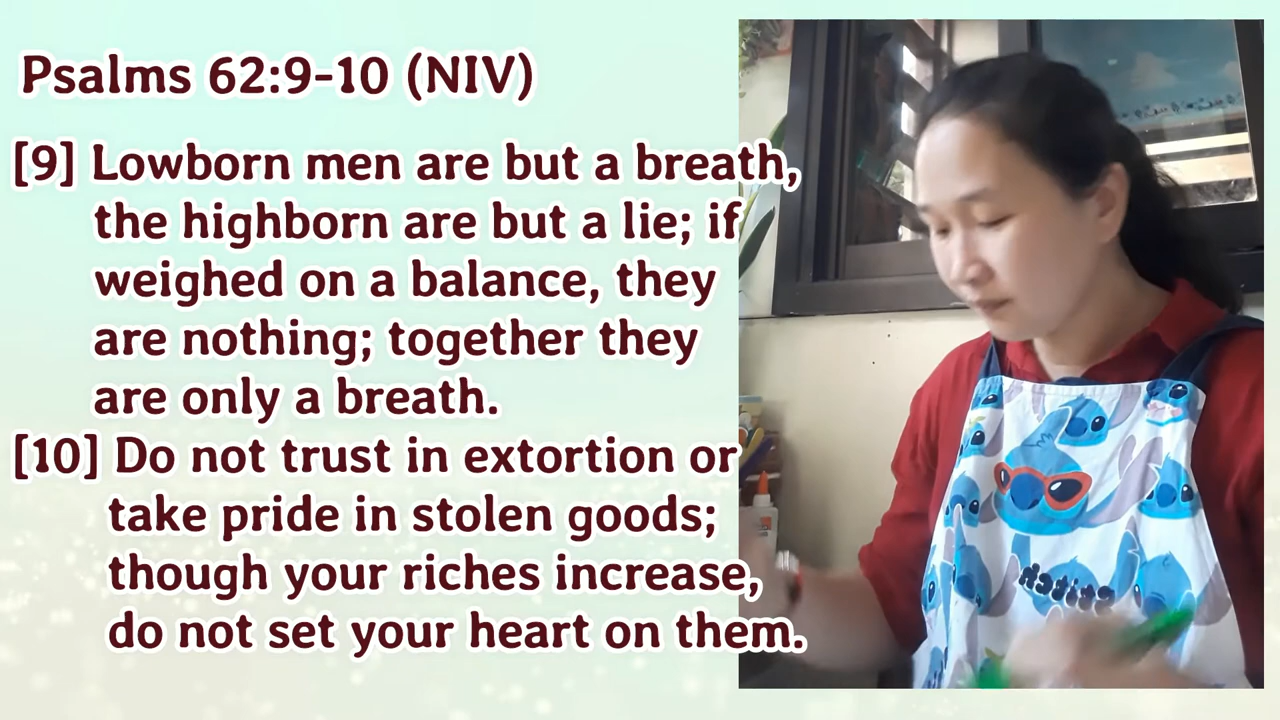 Psalms 62:9-10 (NIV)
[9] Lowborn men are but a breath,
the highborn are but a lie; if
weighed on a balance, they
are nothing; together they
are only a breath.
[10] Do not trust in extortion or
take pride in stolen goods;
though your riches increase,
do not set your heart on them.
Stitch